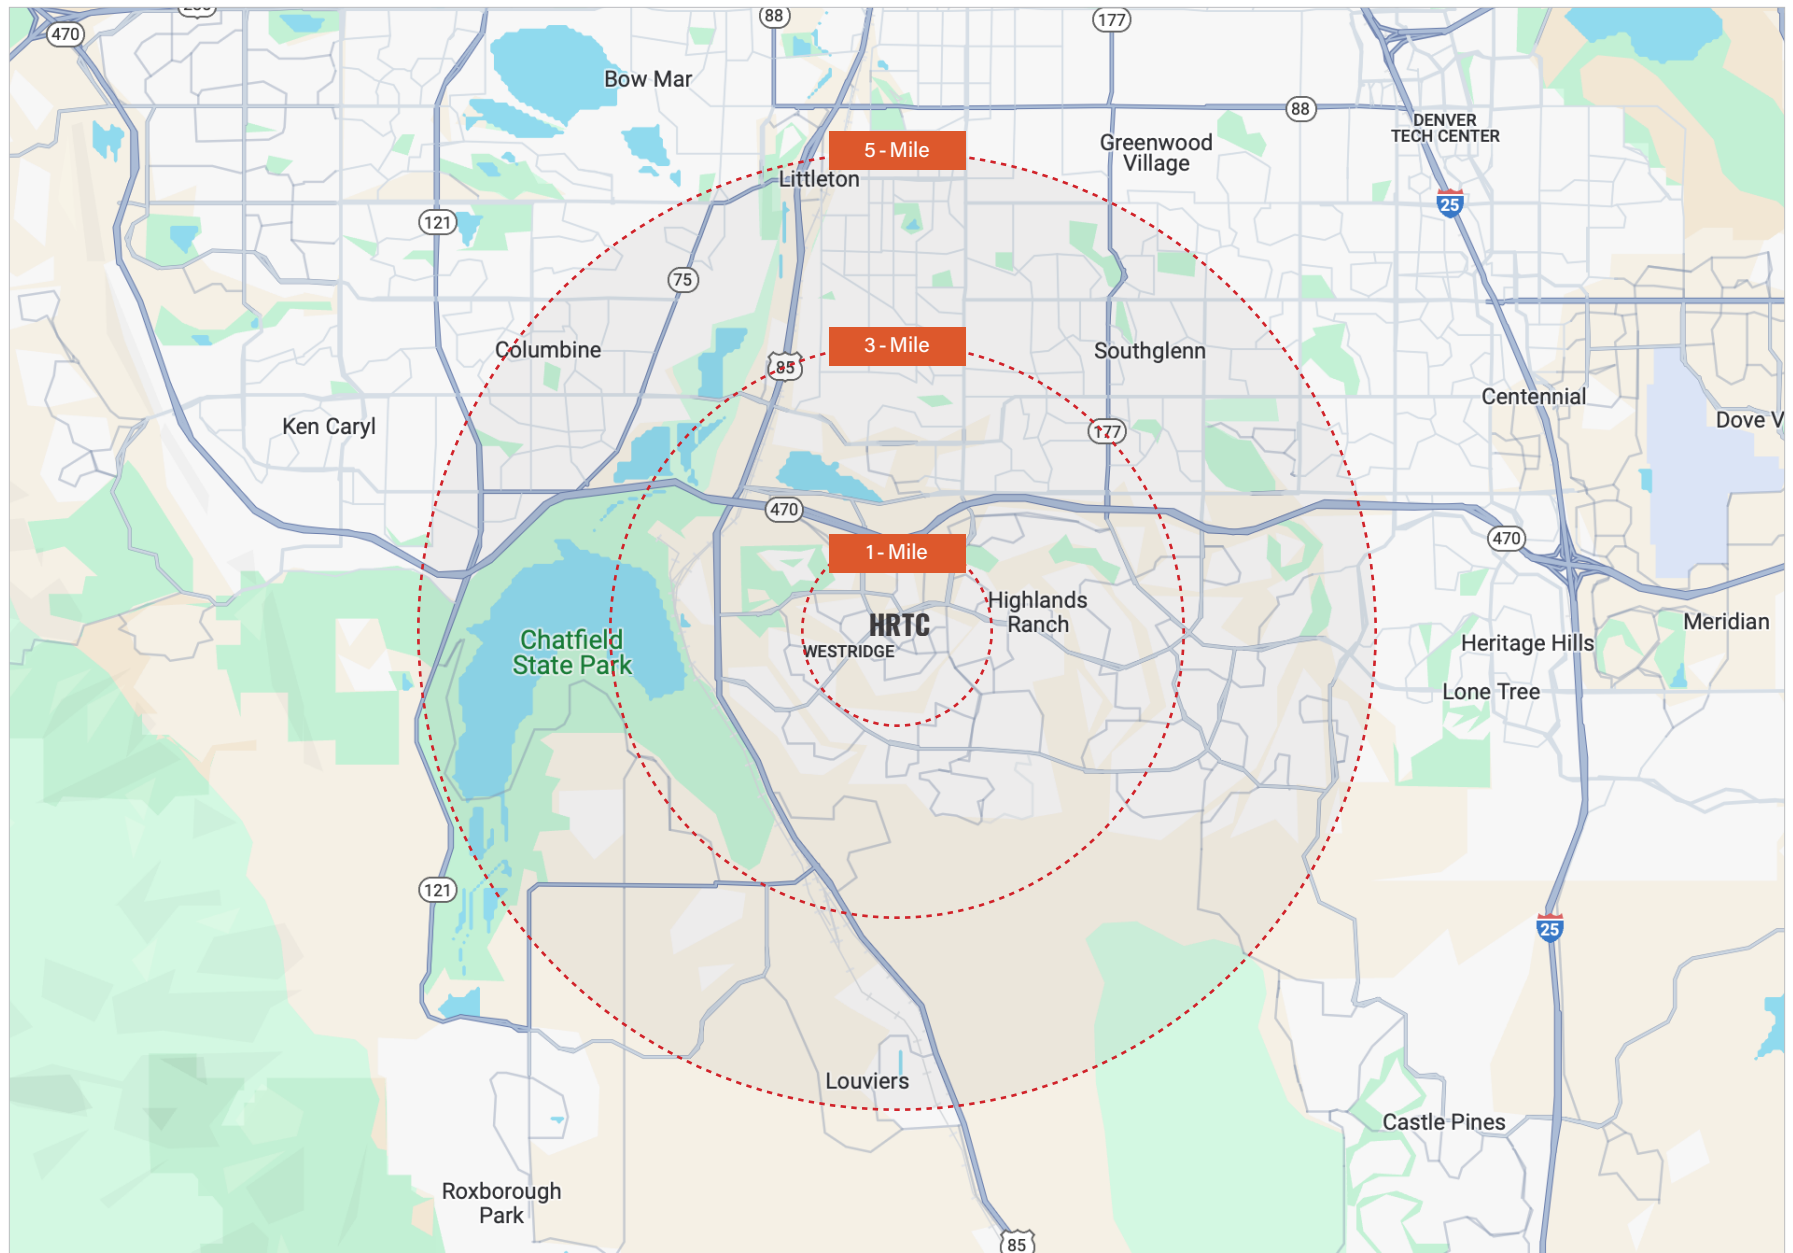 470
88
177
Bow Mar
88
DENVER
TECH CENTER
Greenwood
Village
5-Mile
Littleton
25
121
75
3-Mile
Columbine
85
Southglenn
Centennial
Dove V
Ken Caryl
177
470
470
1-Mile
Highlands
Ranch
HRTC
WESTRIDGE
Chatfield
State Park
Meridian
Heritage Hills
Lone Tree
121
25
Louviers
Castle Pines
Roxborough
Park
85